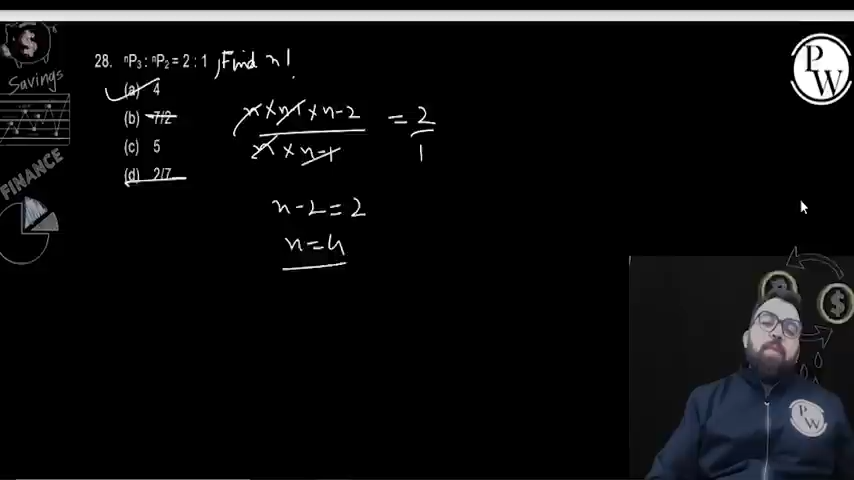 Savings
FINANCE
28. ⁿP₃ : ⁿP₂ = 2 : 1 , Find n!
(a) 4
(b) 7/2
(c) 5
(d) 2/7
n × n-1 × n-2 / n × n-1 = 2 / 1
n-2 = 2
n = 4
P
W
P
W